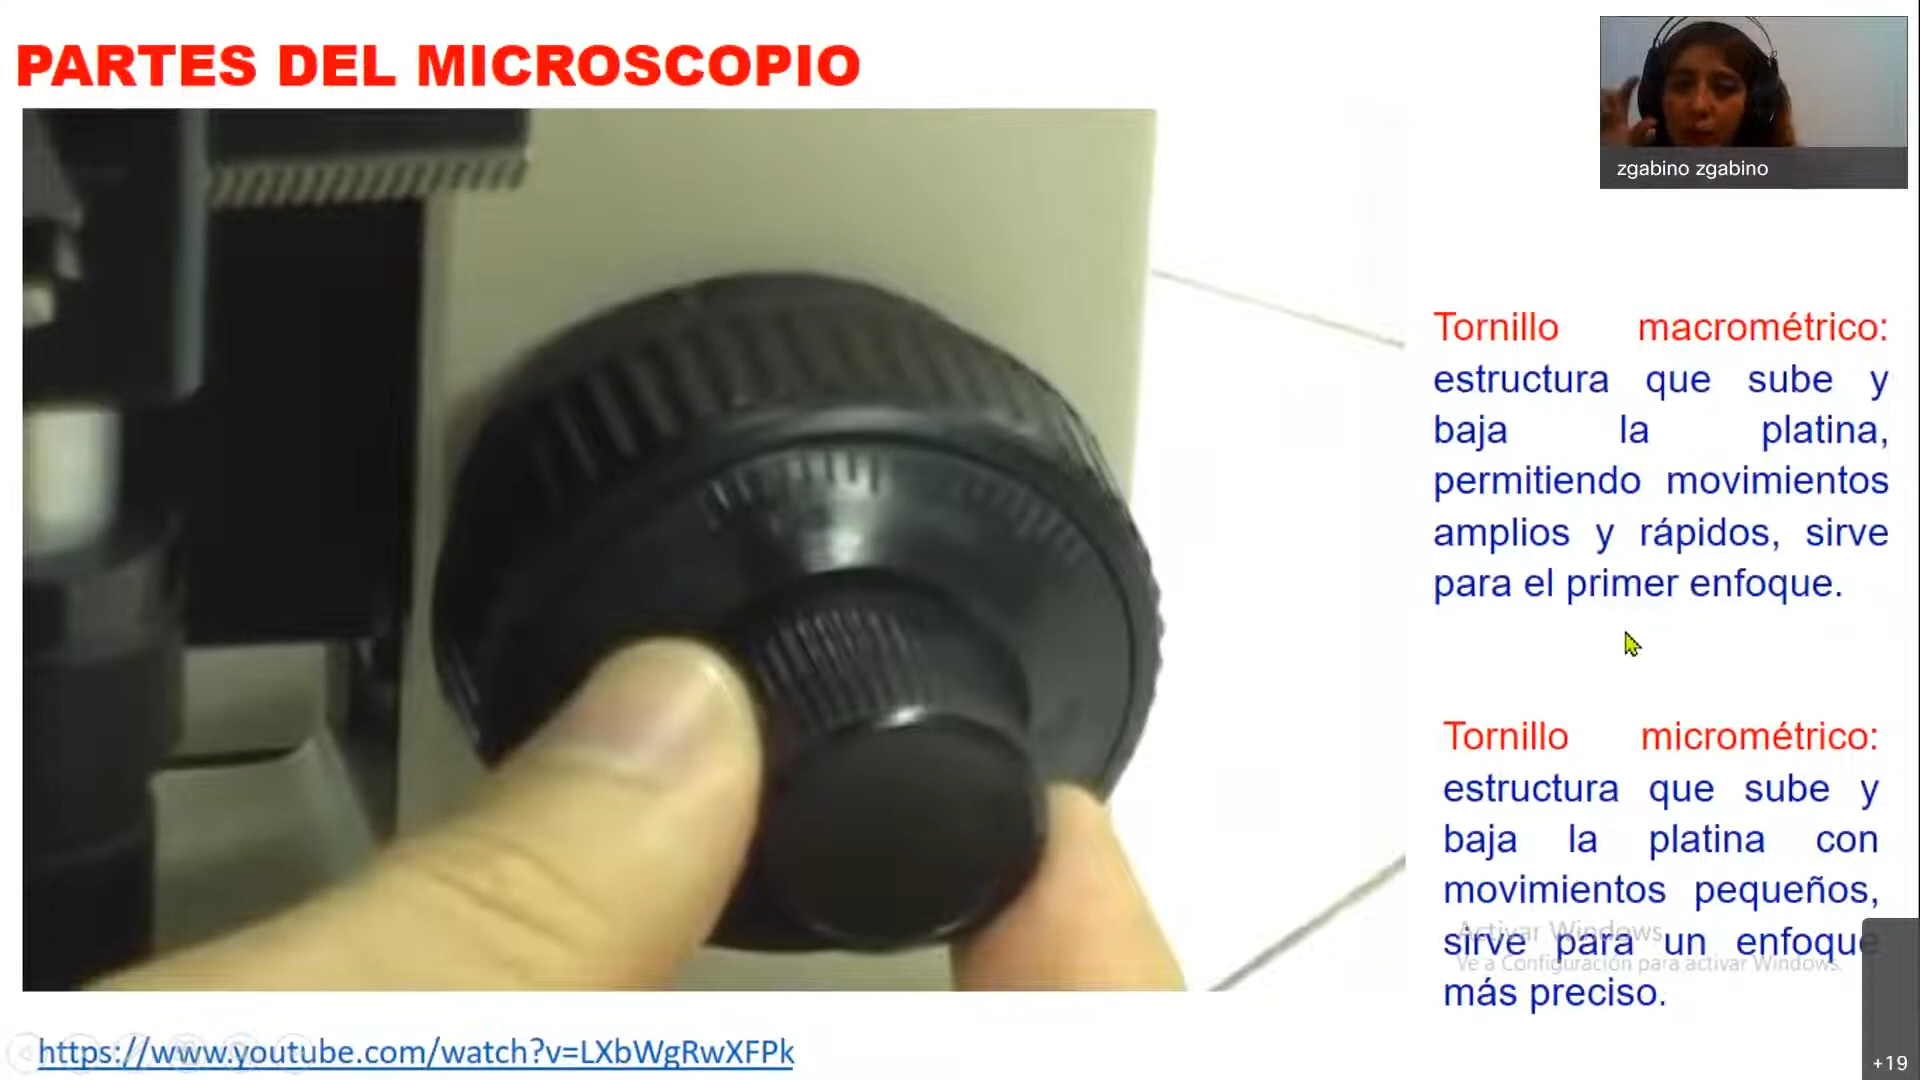 PARTES DEL MICROSCOPIO
zgabino zgabino
Tornillo macrométrico:
estructura que sube y
baja la platina,
permitiendo movimientos
amplios y rápidos, sirve
para el primer enfoque.
Tornillo micrométrico:
estructura que sube y
baja la platina con
movimientos pequeños,
Activar Windows
sirve para un enfoque
Ve a Configuración para activar Windows.
más preciso.
https://www.youtube.com/watch?v=LXbWgRwXFPk
+19